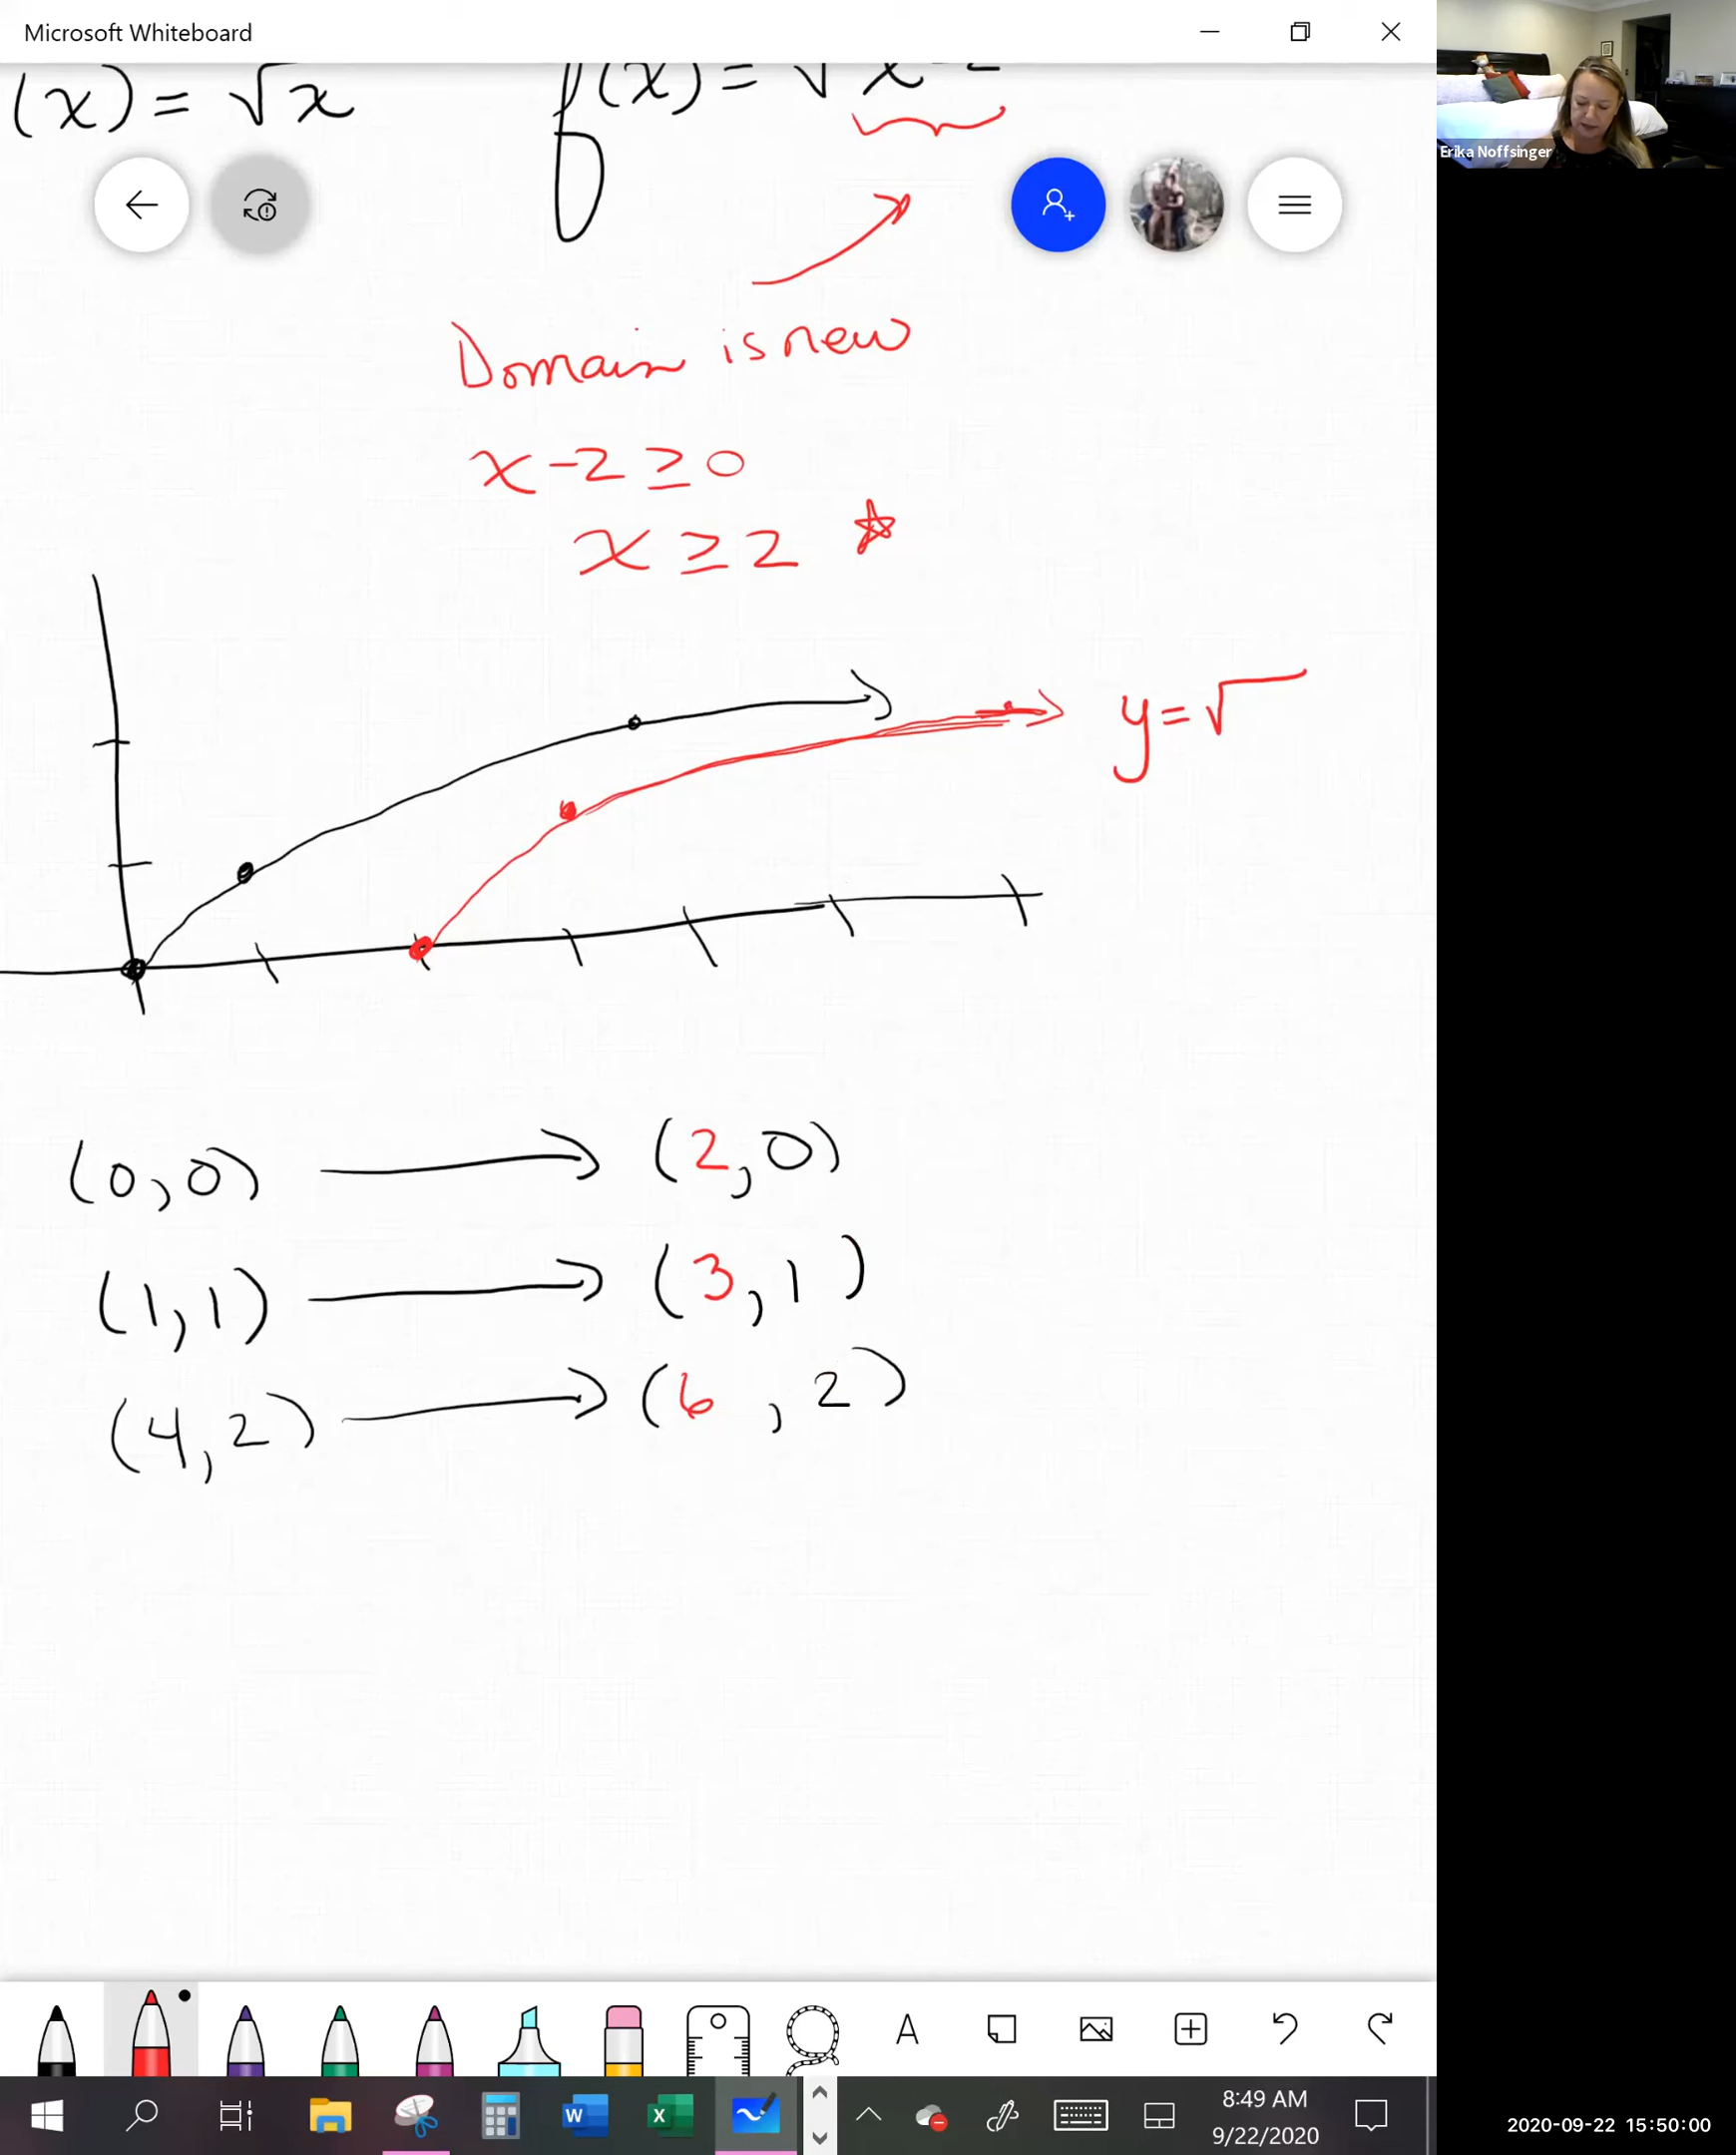 Microsoft Whiteboard
(x) = √x
f(x) = √x-2
Erika Noffsinger
Domain is new
x-2 ≥ 0
x ≥ 2 ☆
y=√
(0,0) → (2,0)
(1,1) → (3,1)
(4,2) → (6,2)
A
W
X
8:49 AM
9/22/2020
2020-09-22 15:50:00